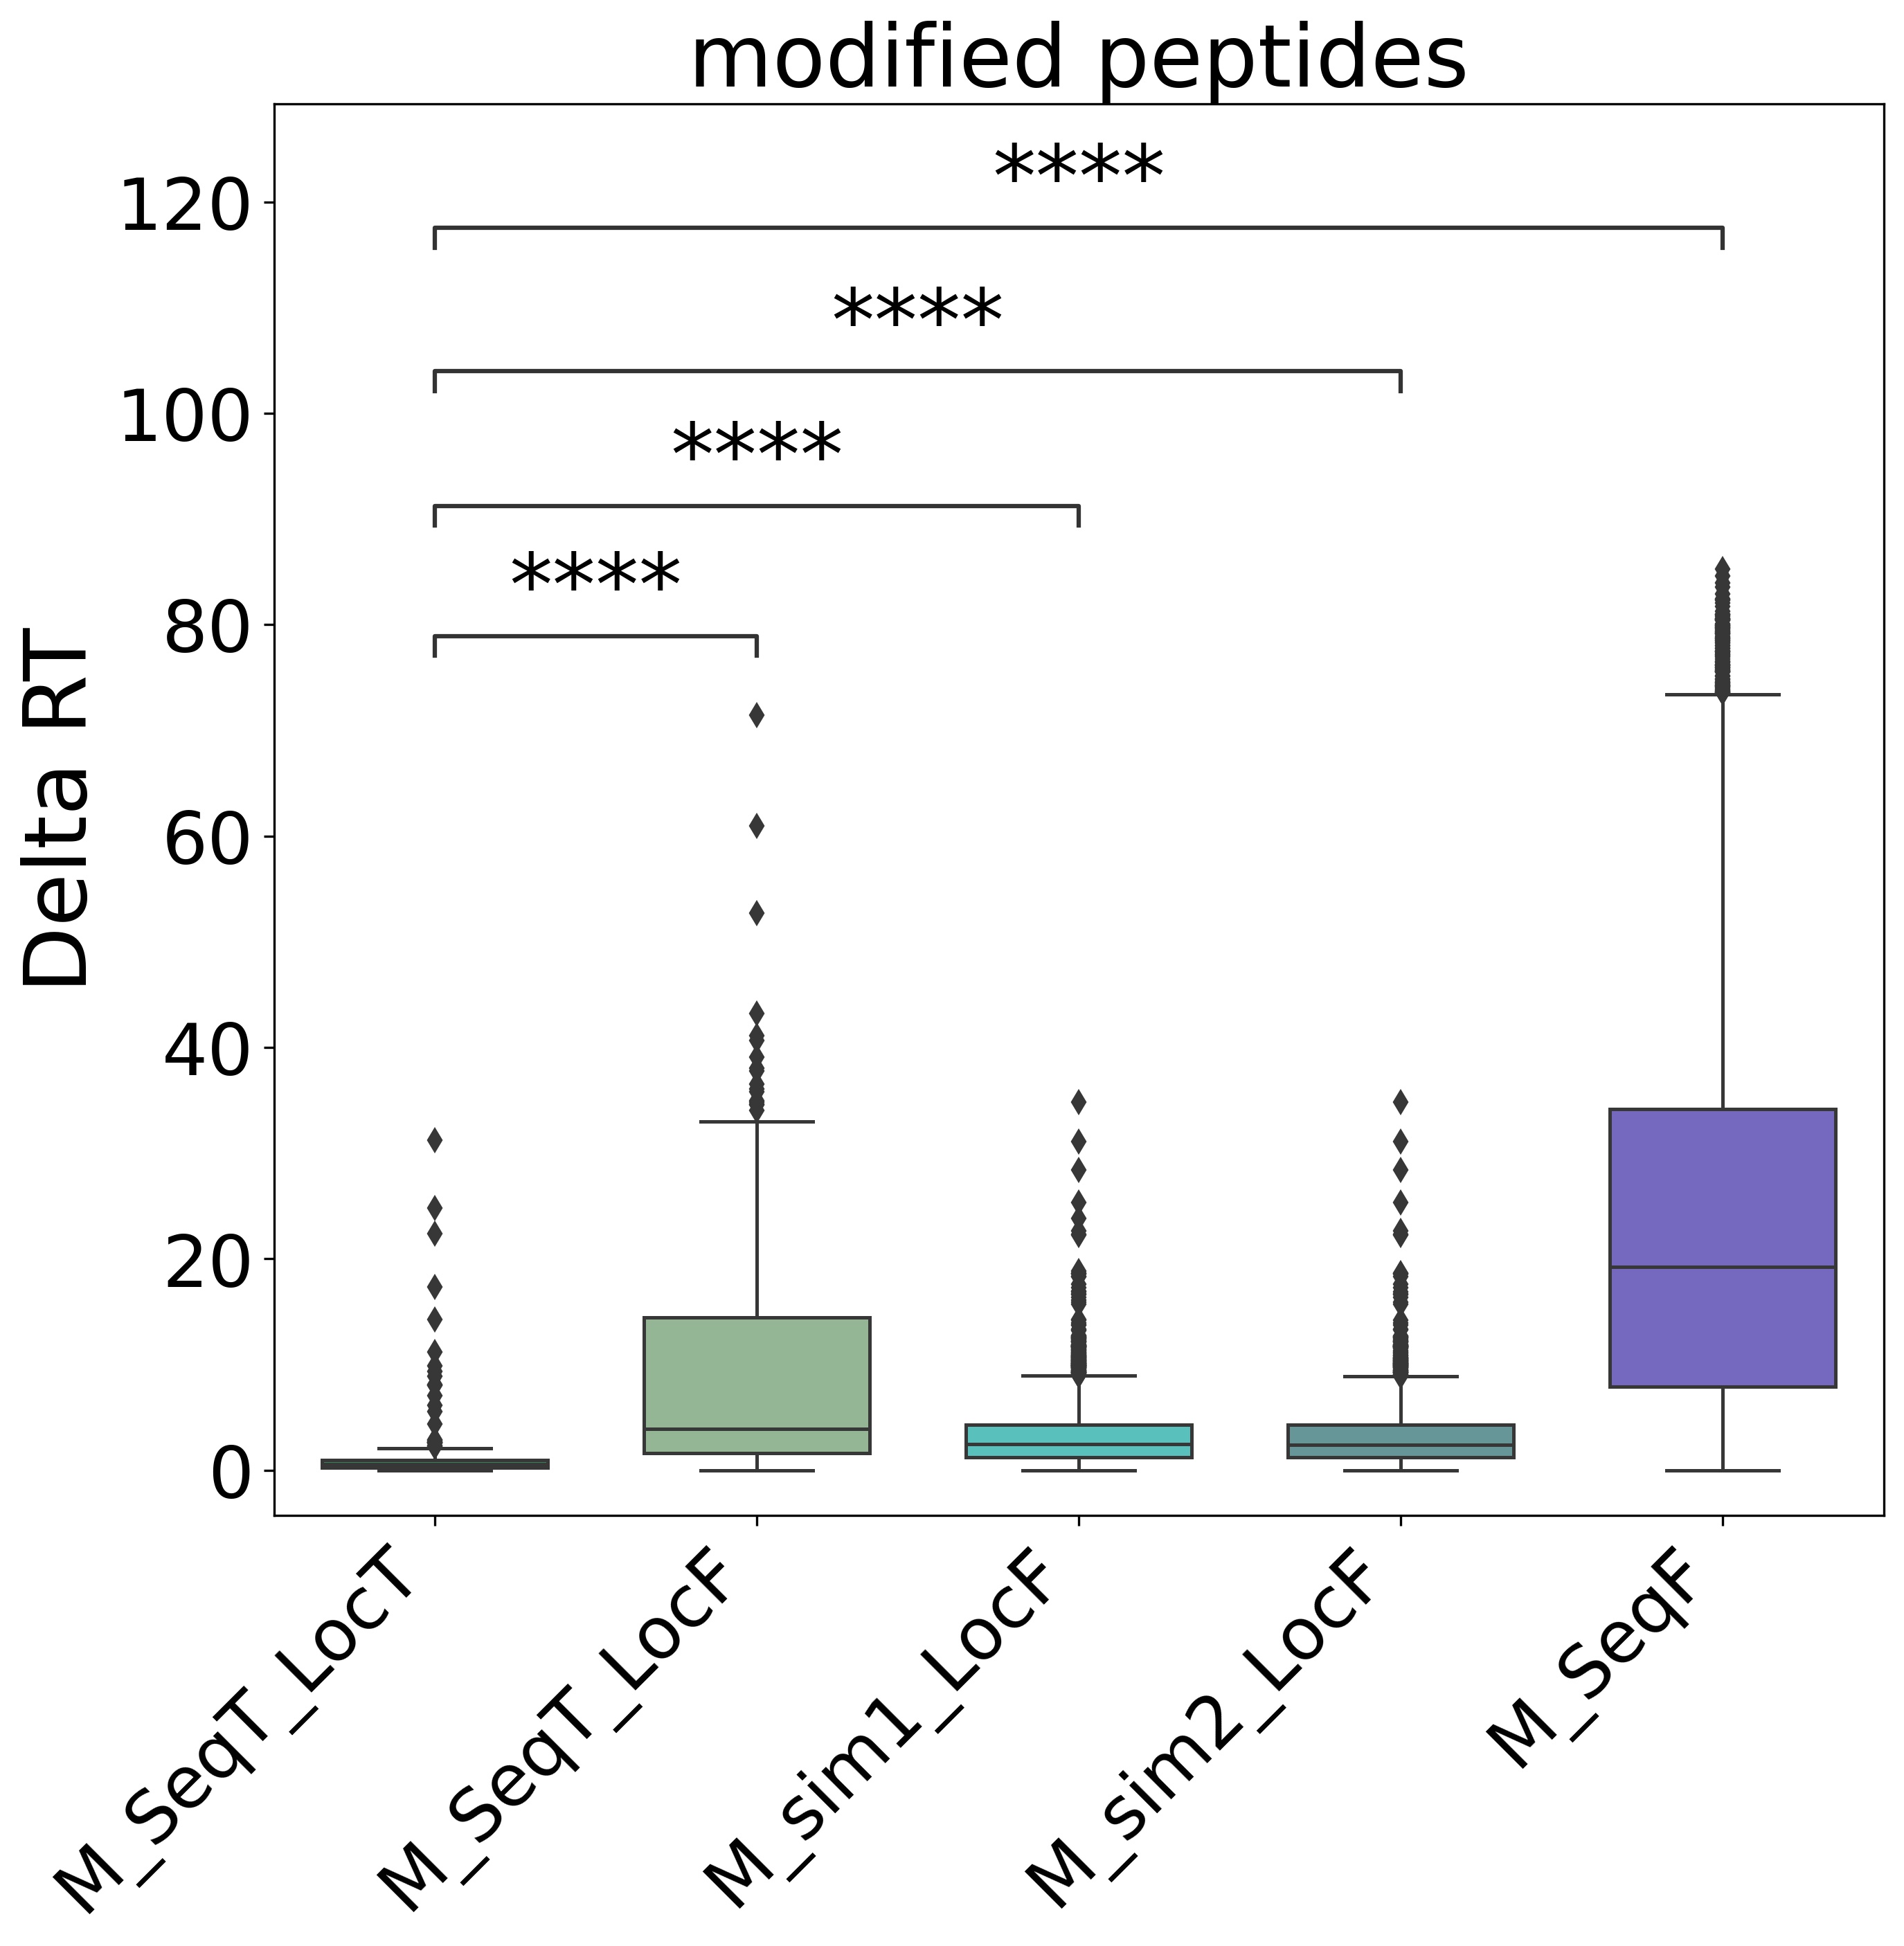 modified peptides
****
****
****
****
120
100
80
60
40
20
0
Delta RT
M_SeqT_LocT
M_SeqT_LocF
M_sim1_LocF
M_sim2_LocF
M_SeqF